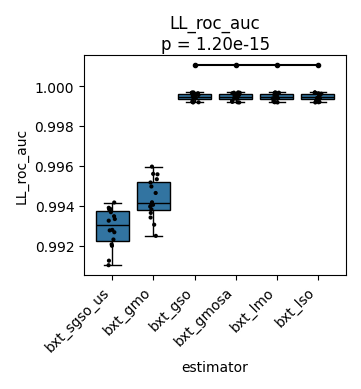 LL_roc_auc
p = 1.20e-15
LL_roc_auc
1.000
0.998
0.996
0.994
0.992
bxt_sgso_us
bxt_gmo
bxt_gso
bxt_gmosa
bxt_lmo
bxt_lso
estimator